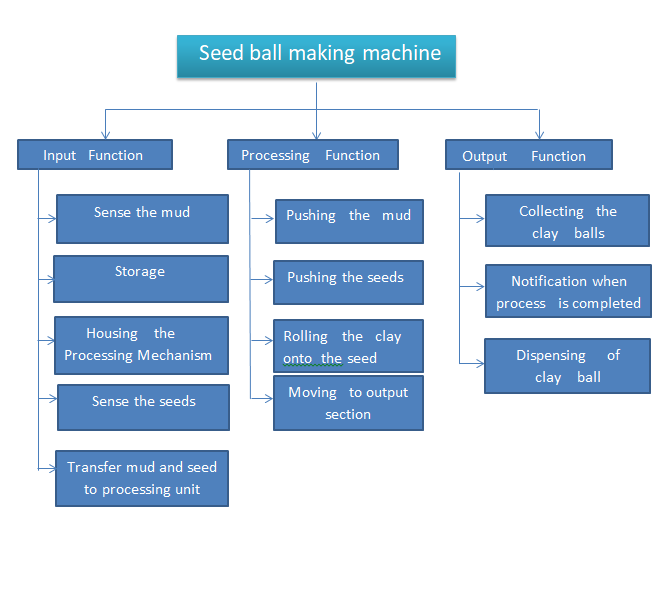 Seed ball making machine
Input Function
Sense the mud
Storage
Housing the
Processing Mechanism
Sense the seeds
Transfer mud and seed
to processing unit
Processing Function
Pushing the mud
Pushing the seeds
Rolling the clay
onto the seed
Moving to output
section
Output Function
Collecting the
clay balls
Notification when
process is completed
Dispensing of
clay ball